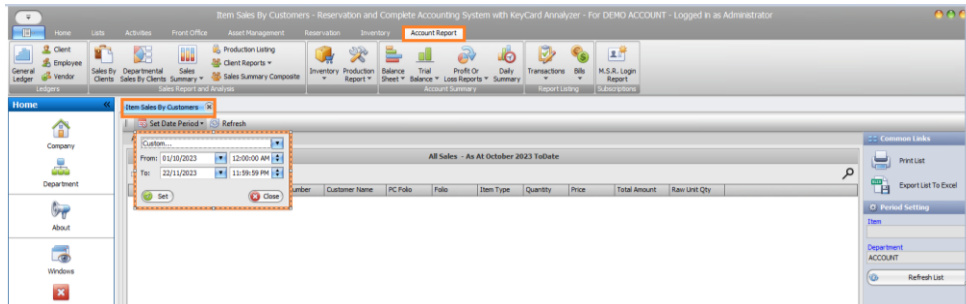 Item Sales By Customers - Reservation and Complete Accounting System with KeyCard Annalyzer - For DEMO ACCOUNT - Logged in as Administrator
Home Lists Activities Front Office Asset Management Reservation Inventory Account Report
General Ledger
Client
Employee
Vendor
Ledgers
Sales By Clients
Departmental Sales By Clients
Sales Summary
Production Listing
Client Reports
Sales Summary Composite
Sales Report and Analysis
Inventory
Production Report
Balance Sheet
Trial Balance
Profit Or Loss Reports
Daily Summary
Account Summary
Transactions
Bills
Report Listing
M.S.R. Login Report
Subscriptions
Home
Company
Department
About
Windows
Item Sales By Customers
Set Date Period Refresh
Custom...
From: 01/10/2023 12:00:00 AM
To: 22/11/2023 11:59:59 PM
Set Close
All Sales - As At October 2023 ToDate
Customer Name PC Folio Folio Item Type Quantity Price Total Amount Raw Unit Qty
Common Links
Print List
Export List To Excel
Period Setting
Item
Department
ACCOUNT
Refresh List